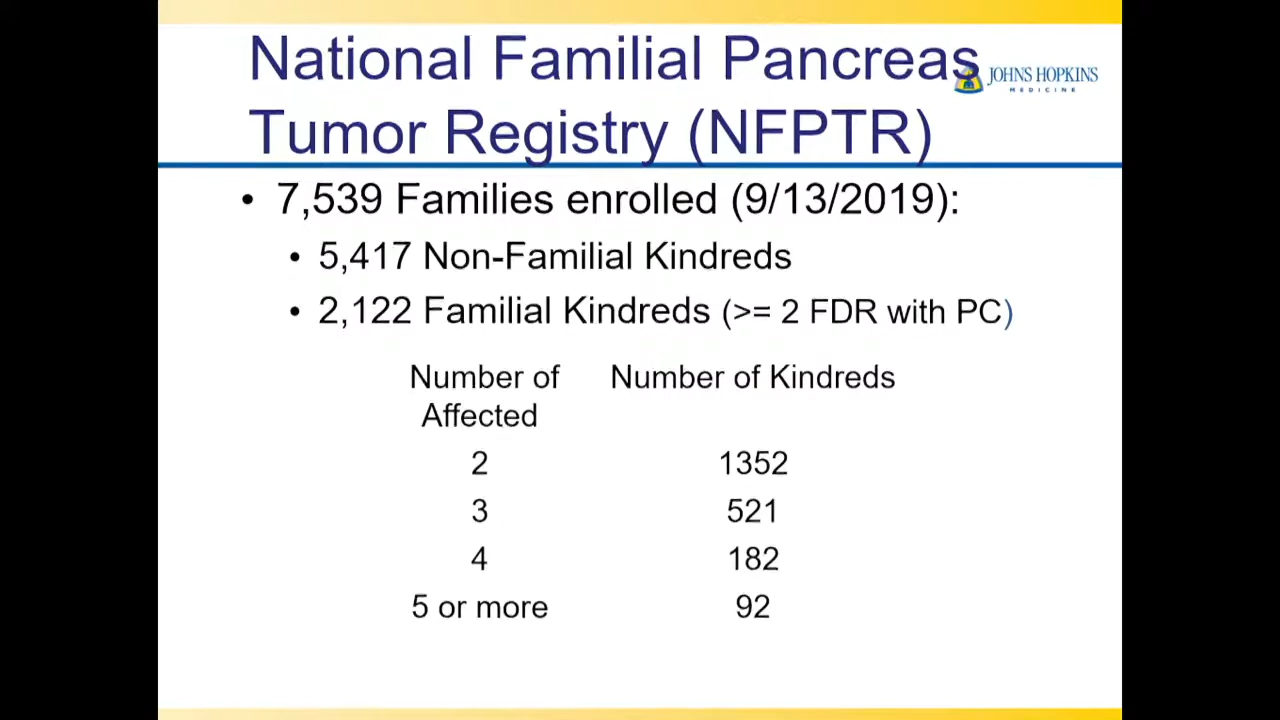 National Familial Pancreas
JOHNS HOPKINS
MEDICINE
Tumor Registry (NFPTR)
• 7,539 Families enrolled (9/13/2019):
• 5,417 Non-Familial Kindreds
• 2,122 Familial Kindreds (>= 2 FDR with PC)
Number of Affected Number of Kindreds
2 1352
3 521
4 182
5 or more 92